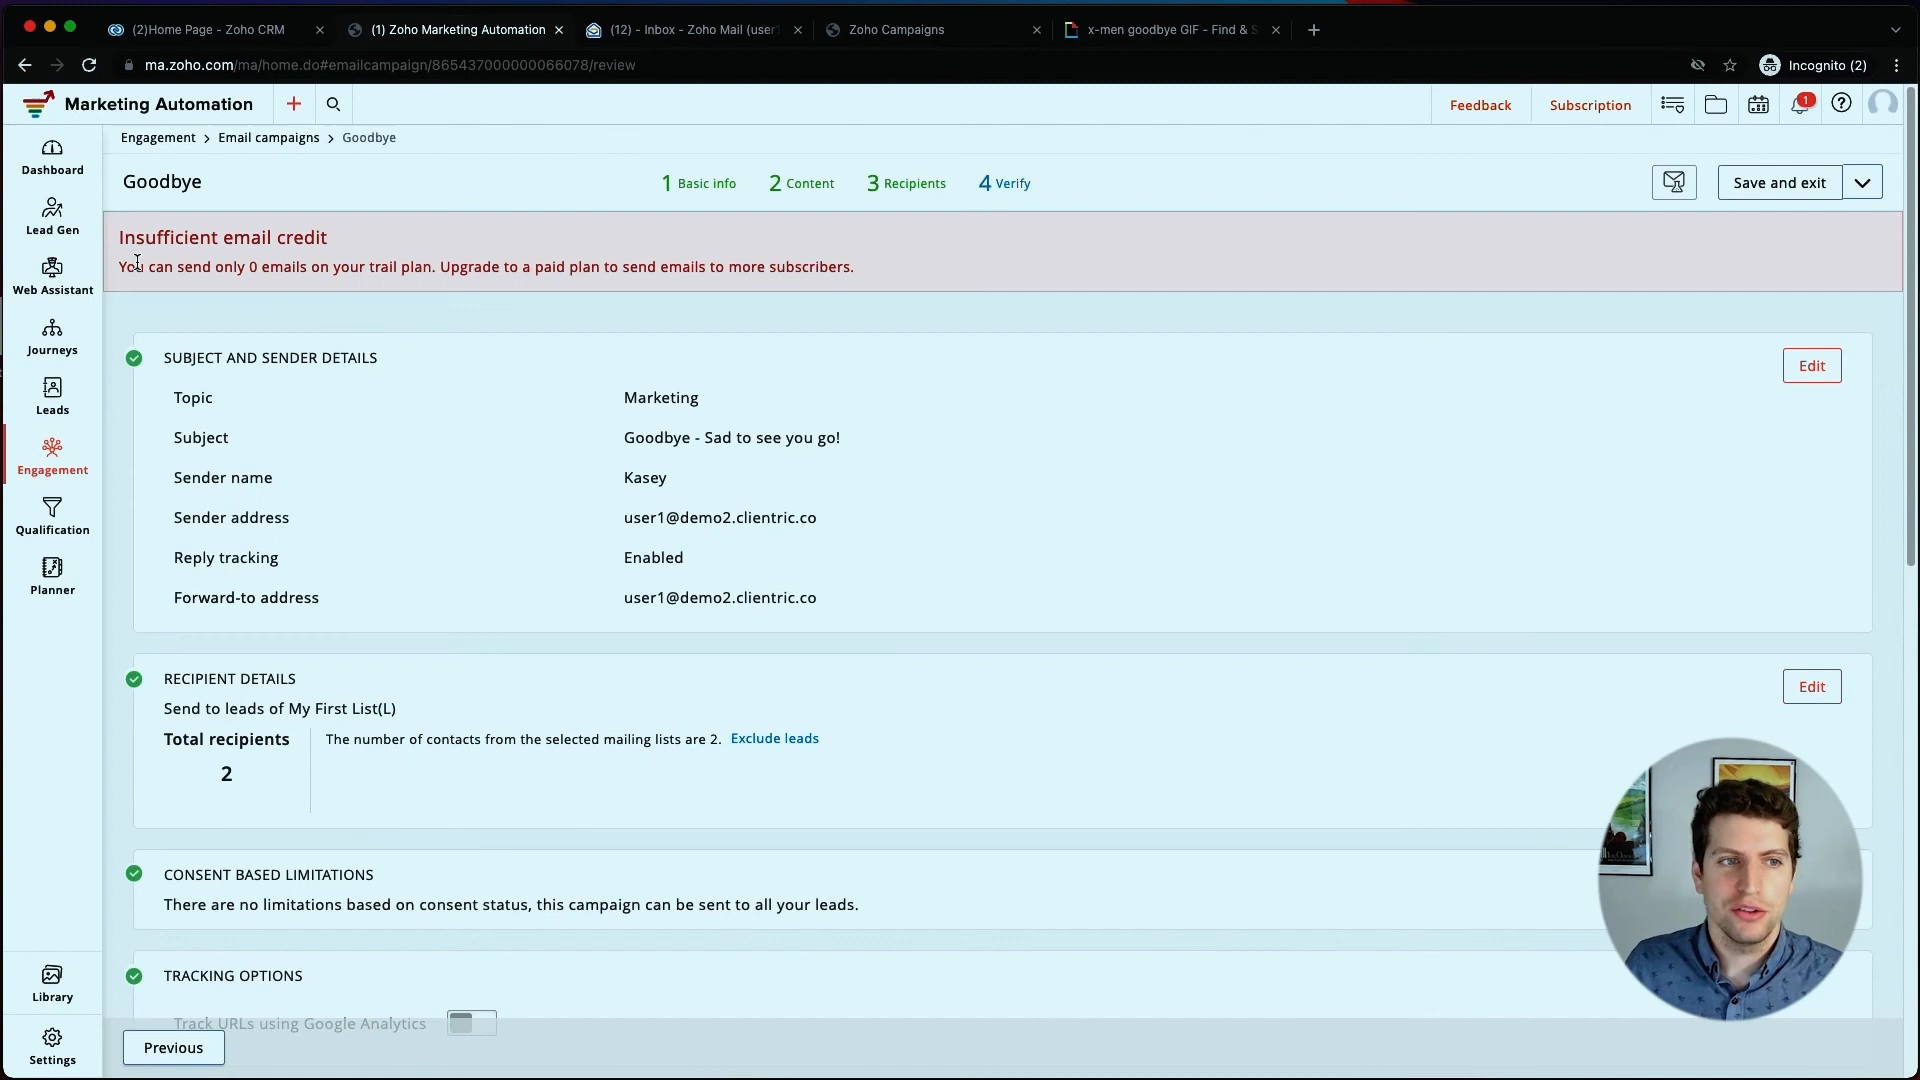 (2)Home Page - Zoho CRM
(1) Zoho Marketing Automation
(12) - Inbox - Zoho Mail (user
Zoho Campaigns
x-men goodbye GIF - Find & S
ma.zoho.com/ma/home.do#emailcampaign/865437000000066078/review
Incognito (2)
Marketing Automation
Feedback
Subscription
1
Engagement > Email campaigns > Goodbye
Goodbye
1 Basic info
2 Content
3 Recipients
4 Verify
Save and exit
Insufficient email credit
You can send only 0 emails on your trail plan. Upgrade to a paid plan to send emails to more subscribers.
Dashboard
Lead Gen
Web Assistant
Journeys
Leads
Engagement
Qualification
Planner
Library
Settings
SUBJECT AND SENDER DETAILS
Edit
Topic Marketing
Subject Goodbye - Sad to see you go!
Sender name Kasey
Sender address user1@demo2.clientric.co
Reply tracking Enabled
Forward-to address user1@demo2.clientric.co
RECIPIENT DETAILS
Edit
Send to leads of My First List(L)
Total recipients
2
The number of contacts from the selected mailing lists are 2. Exclude leads
CONSENT BASED LIMITATIONS
There are no limitations based on consent status, this campaign can be sent to all your leads.
TRACKING OPTIONS
Track URLs using Google Analytics
Previous